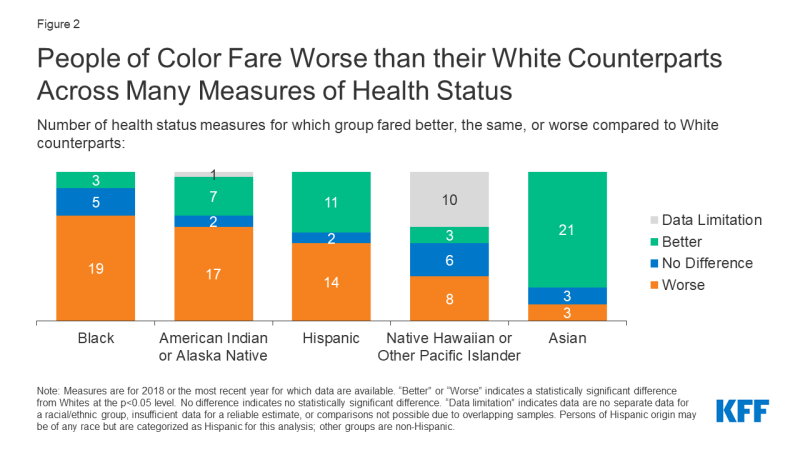 Figure 2
People of Color Fare Worse than their White Counterparts
Across Many Measures of Health Status
Number of health status measures for which group fared better, the same, or worse compared to White
counterparts:
3
5
19
1
7
2
17
11
2
14
10
3
6
8
21
3
3
Data Limitation
Better
No Difference
Worse
Black
American Indian
or Alaska Native
Hispanic
Native Hawaiian or
Other Pacific Islander
Asian
Note: Measures are for 2018 or the most recent year for which data are available. “Better” or “Worse” indicates a statistically significant difference
from Whites at the p<0.05 level. No difference indicates no statistically significant difference. “Data limitation” indicates data are no separate data for
a racial/ethnic group, insufficient data for a reliable estimate, or comparisons not possible due to overlapping samples. Persons of Hispanic origin may
be of any race but are categorized as Hispanic for this analysis; other groups are non-Hispanic.
KFF